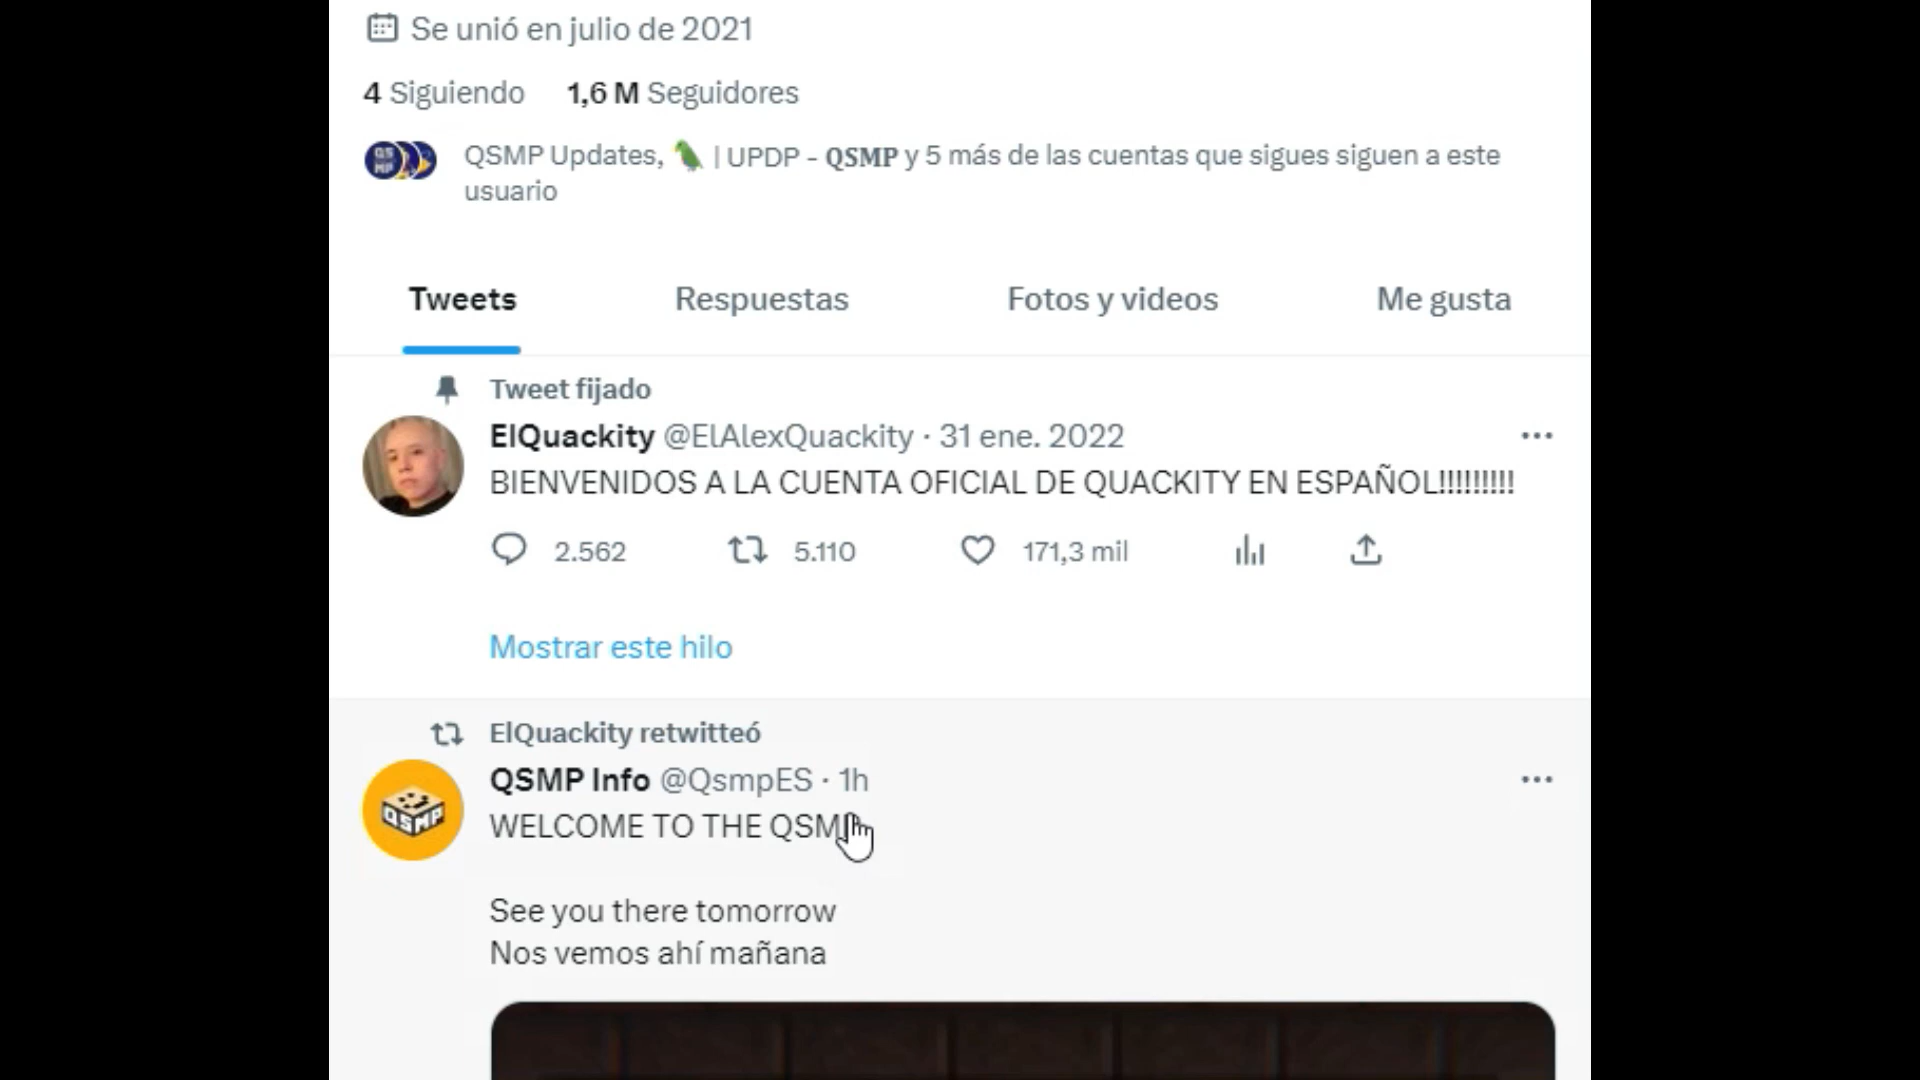 Se unió en julio de 2021
4 Siguiendo 1,6 M Seguidores
QS
MP
QSMP Updates, 🦜 | UPDP - 𝐐𝐒𝐌𝐏 y 5 más de las cuentas que sigues siguen a este
usuario
Tweets Respuestas Fotos y videos Me gusta
Tweet fijado
ElQuackity @ElAlexQuackity · 31 ene. 2022
BIENVENIDOS A LA CUENTA OFICIAL DE QUACKITY EN ESPAÑOL!!!!!!!!!
2.562 5.110 171,3 mil
Mostrar este hilo
ElQuackity retwitteó
QSMP Info @QsmpES · 1h
QSMP
WELCOME TO THE QSMP
See you there tomorrow
Nos vemos ahí mañana